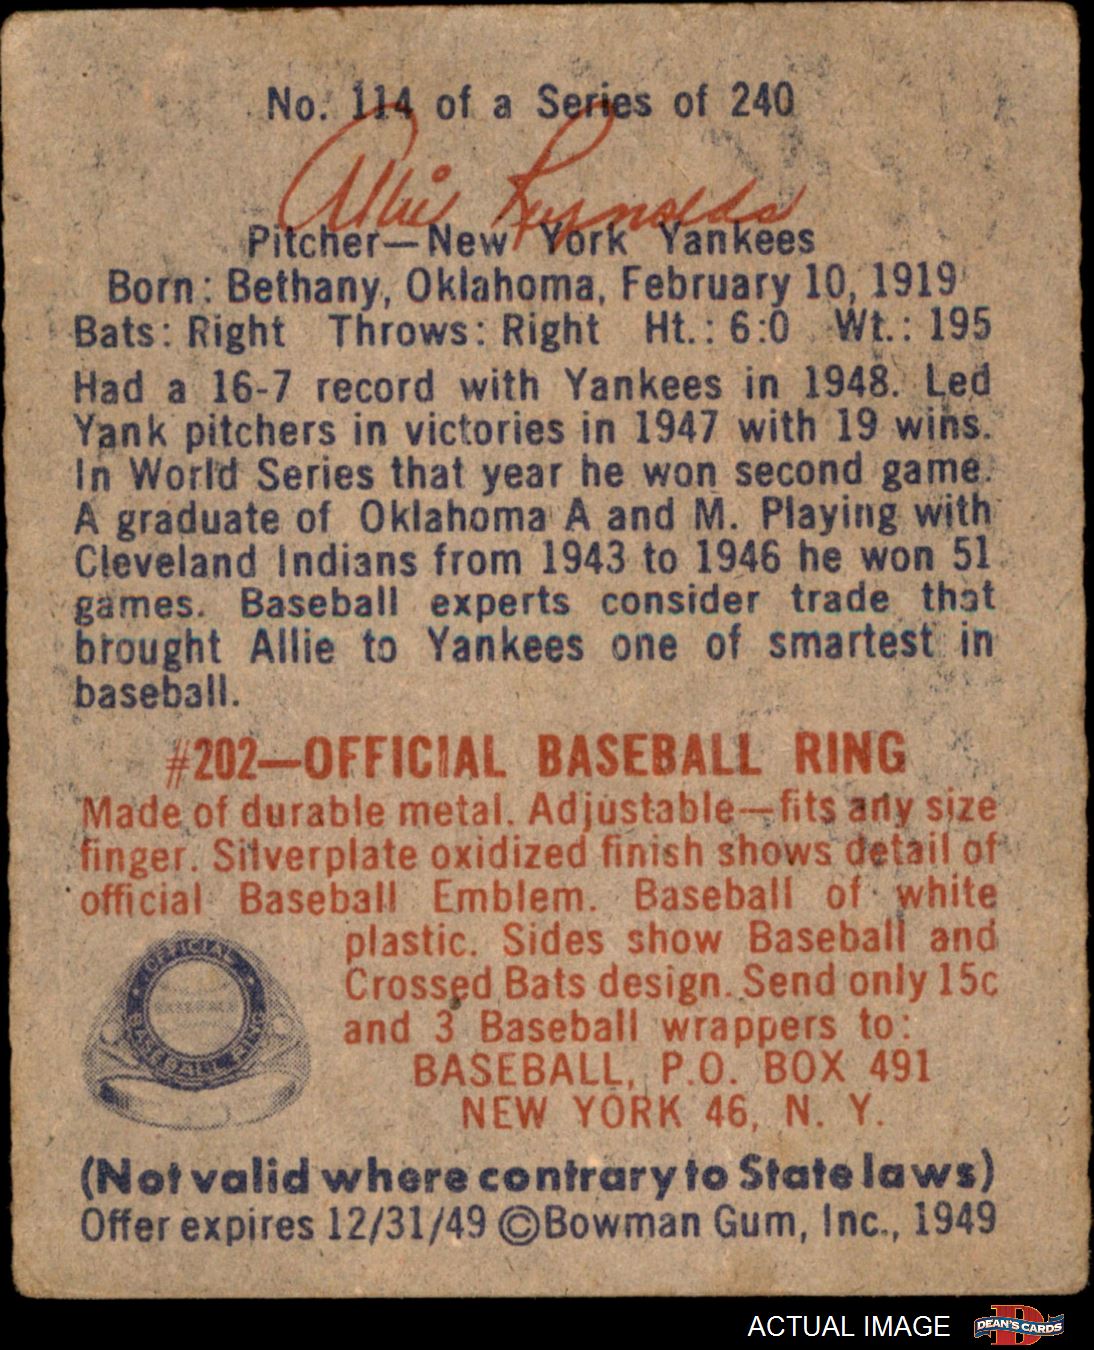 No. 114 of a Series of 240
Allie Reynolds
Pitcher—New York Yankees
Born: Bethany, Oklahoma, February 10, 1919
Bats: Right Throws: Right Ht.: 6:0 Wt.: 195
Had a 16-7 record with Yankees in 1948. Led
Yank pitchers in victories in 1947 with 19 wins.
In World Series that year he won second game.
A graduate of Oklahoma A and M. Playing with
Cleveland Indians from 1943 to 1946 he won 51
games. Baseball experts consider trade that
brought Allie to Yankees one of smartest in
baseball.
#202—OFFICIAL BASEBALL RING
Made of durable metal. Adjustable—fits any size
finger. Silverplate oxidized finish shows detail of
official Baseball Emblem. Baseball of white
plastic. Sides show Baseball and
Crossed Bats design. Send only 15c
and 3 Baseball wrappers to:
BASEBALL, P.O. BOX 491
NEW YORK 46, N. Y.
OFFICIAL
BASEBALL RING
(Not valid where contrary to State laws)
Offer expires 12/31/49 ©Bowman Gum, Inc., 1949
ACTUAL IMAGE
D
DEAN'S CARDS